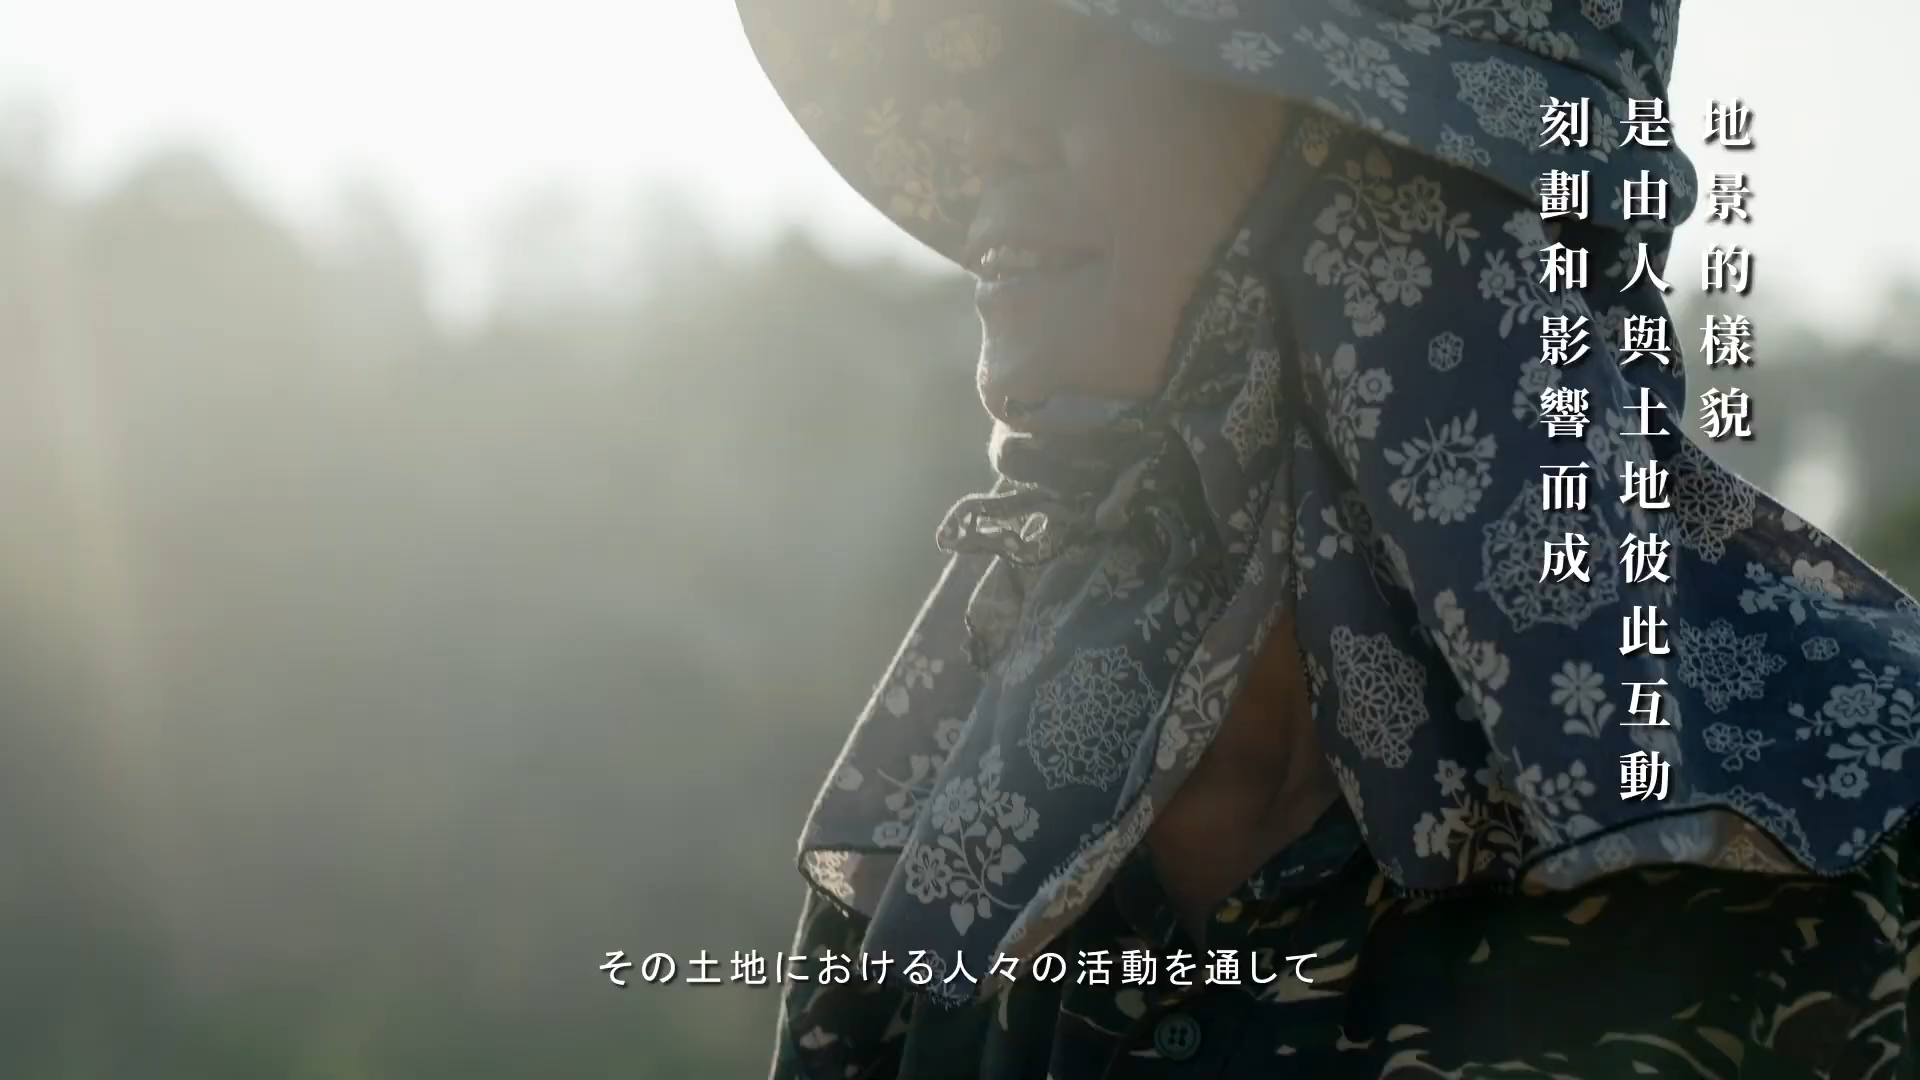 地景的樣貌
是由人與土地彼此互動
刻劃和影響而成
その土地における人々の活動を通して